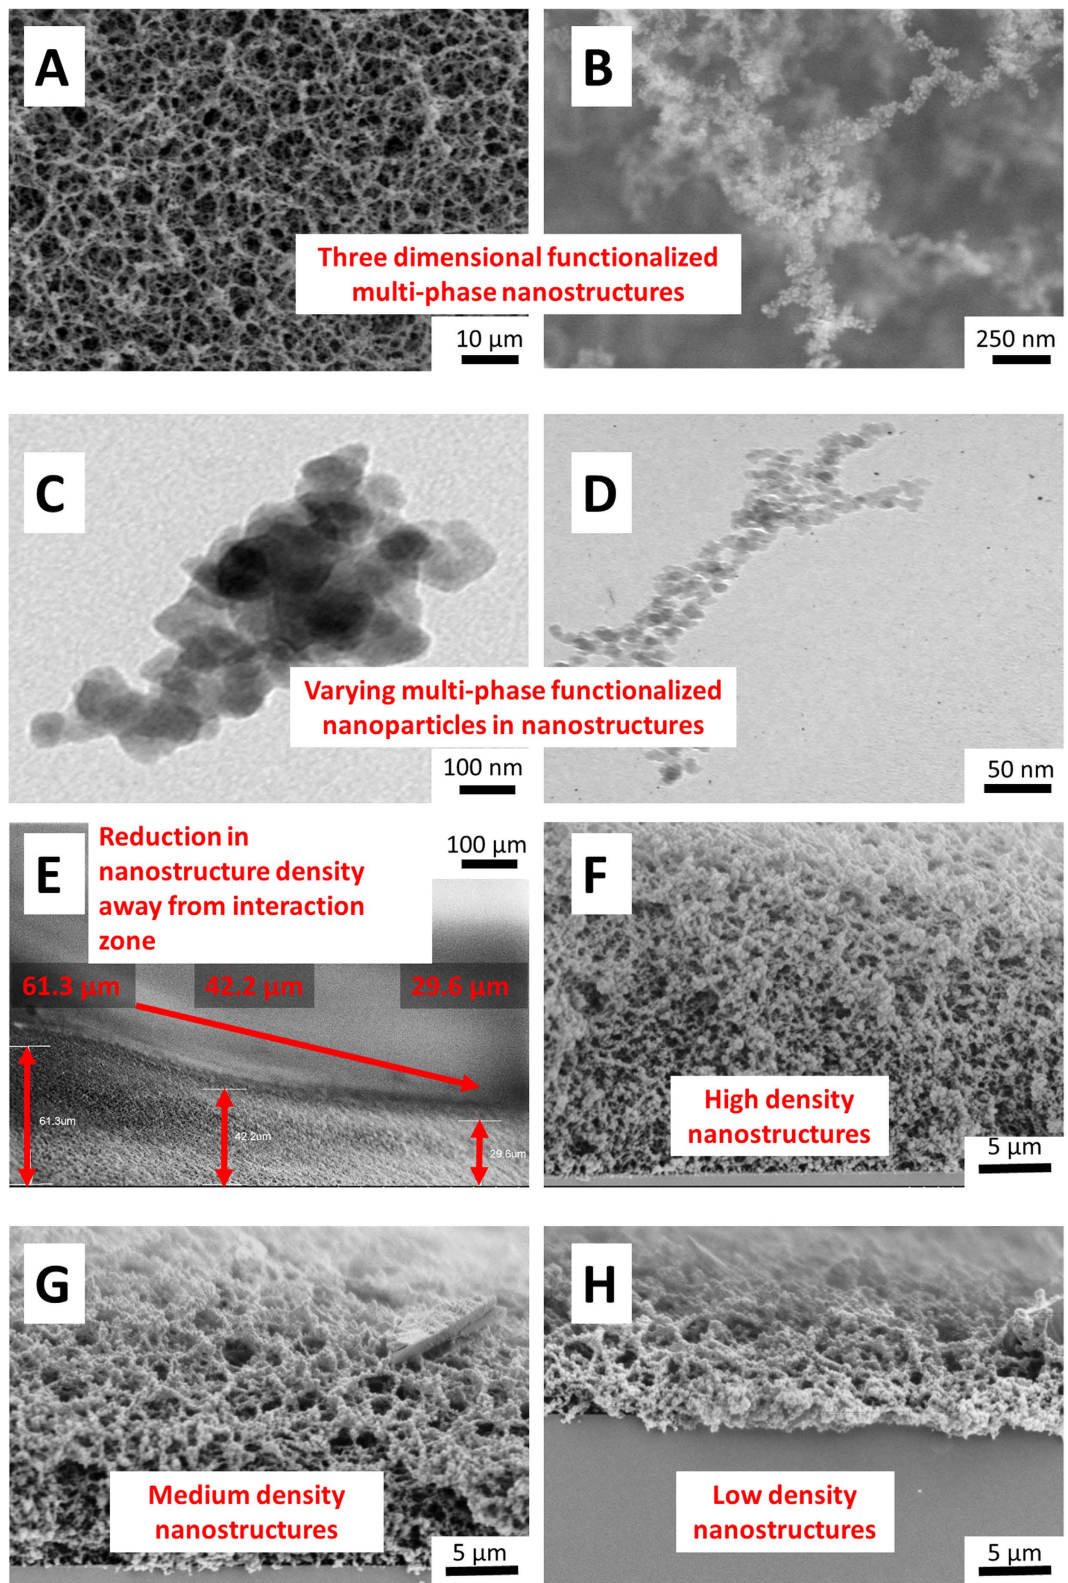 A
B
Three dimensional functionalized
multi-phase nanostructures
10 µm
250 nm
C
D
Varying multi-phase functionalized
nanoparticles in nanostructures
100 nm
50 nm
E
Reduction in
nanostructure density
away from interaction
zone
100 µm
61.3 µm
42.2 µm
29.6 µm
61.3um
42.2um
29.6um
F
High density
nanostructures
5 µm
G
Medium density
nanostructures
5 µm
H
Low density
nanostructures
5 µm